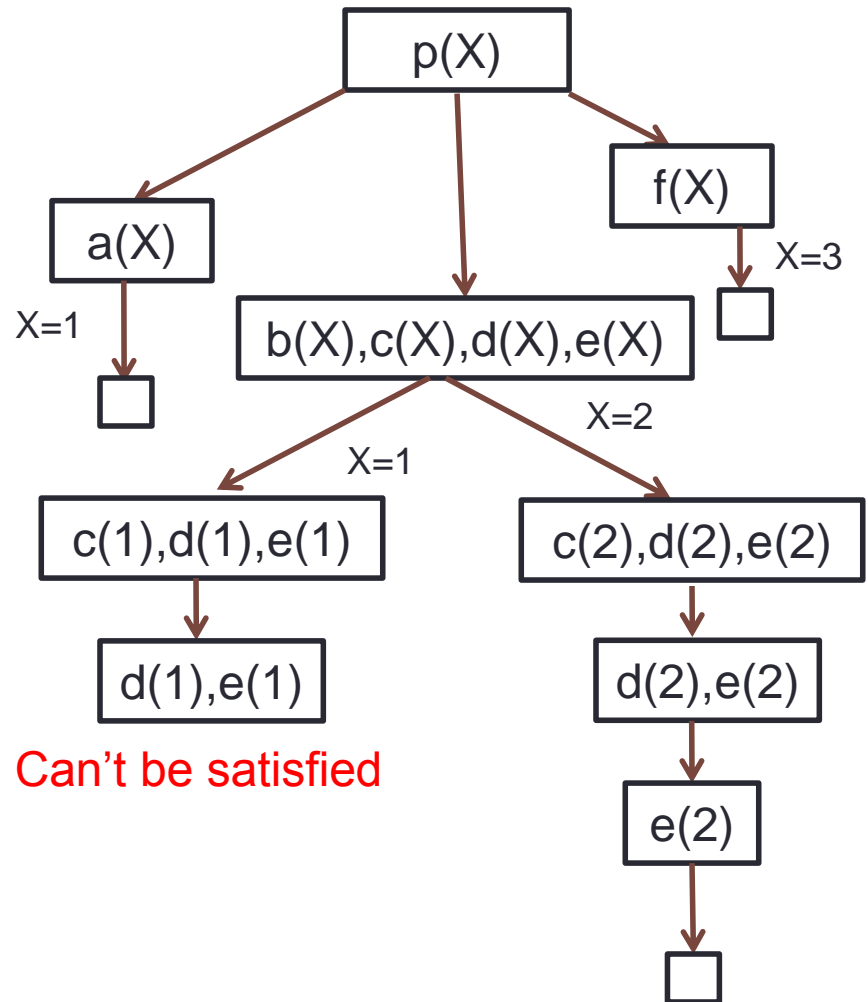 p(X)
f(X)
a(X)
X=3
X=1
b(X),c(X),d(X),e(X)
X=2
X=1
c(1),d(1),e(1)
c(2),d(2),e(2)
d(1),e(1)
d(2),e(2)
Can’t be satisfied
e(2)